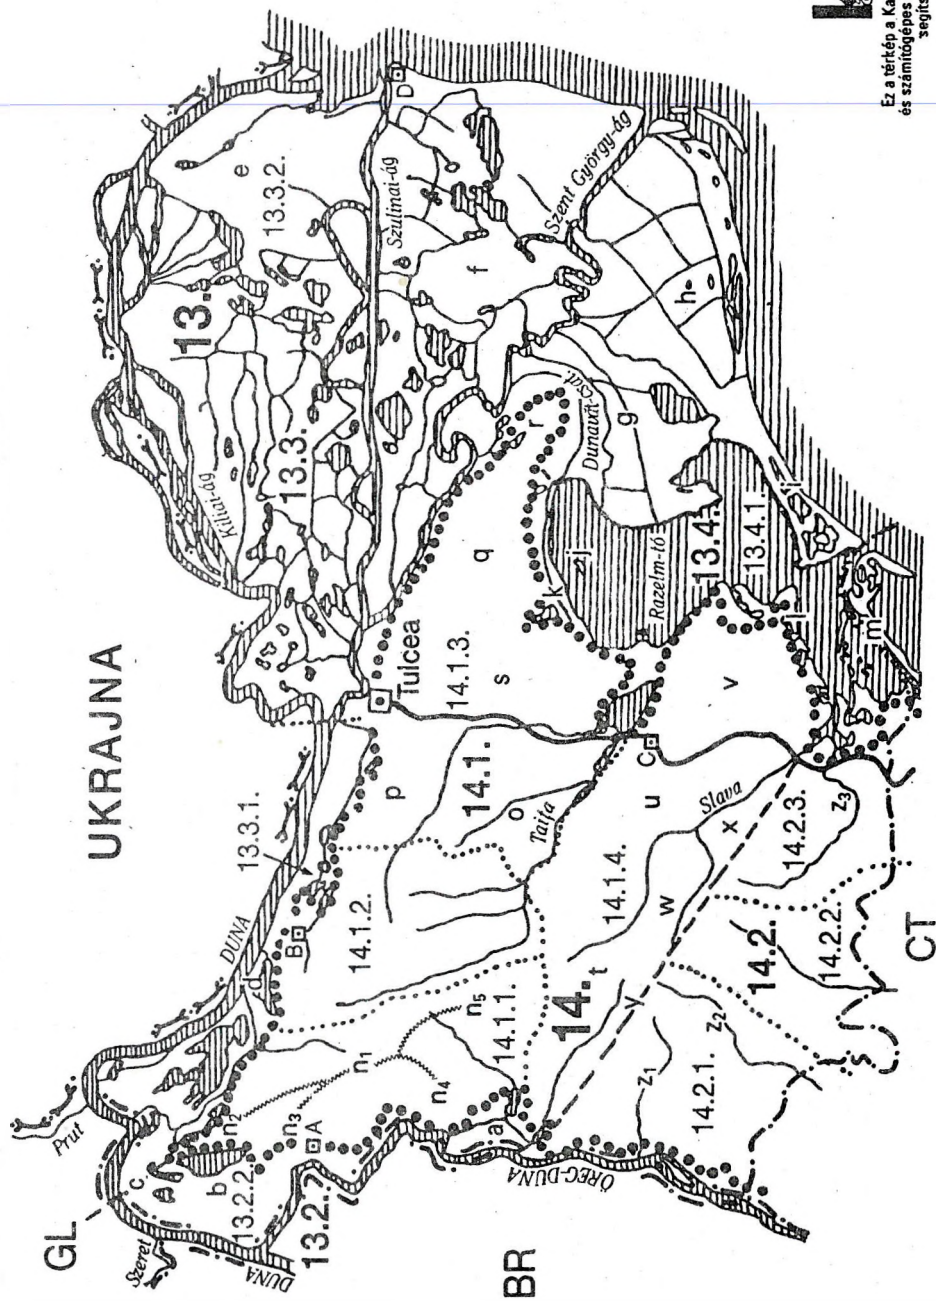 Ez a térkép a Ka
és számítógépes
segíts
UKRAJNA
GL
BR
CT
Prut
Szeret
DUNA
DUNA
ÖREG-DUNA
Kiliai-ág
Szulinai-ág
Szent György-ág
Dunavăț-csat.
Razelm-tó
Tulcea
Taița
Slava
13.
13.2.?
13.2.2.
13.3.
13.3.1.
13.3.2.
13.4.
13.4.1.
14.
14.1.
14.1.1.
14.1.2.
14.1.3.
14.1.4.
14.2.
14.2.1.
14.2.2.
14.2.3.
A
B
C
D
a
b
c
d
e
f
g
h
i
j
k
l
m
n₁
n₂
n₃
n₄
n₅
o
p
q
r
s
t
u
v
w
x
y
z₁
z₂
z₃